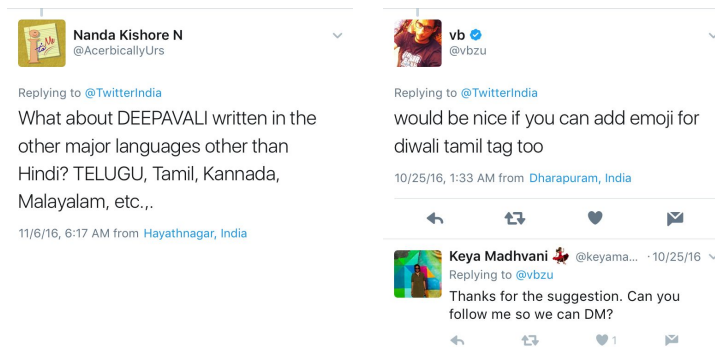 Nanda Kishore N
@AcerbicallyUrs
Replying to @TwitterIndia
What about DEEPAVALI written in the
other major languages other than
Hindi? TELUGU, Tamil, Kannada,
Malayalam, etc.,.
11/6/16, 6:17 AM from Hayathnagar, India
vb
@vbzu
Replying to @TwitterIndia
would be nice if you can add emoji for
diwali tamil tag too
10/25/16, 1:33 AM from Dharapuram, India
Keya Madhvani 💃 @keyama... · 10/25/16
Replying to @vbzu
Thanks for the suggestion. Can you
follow me so we can DM?
1